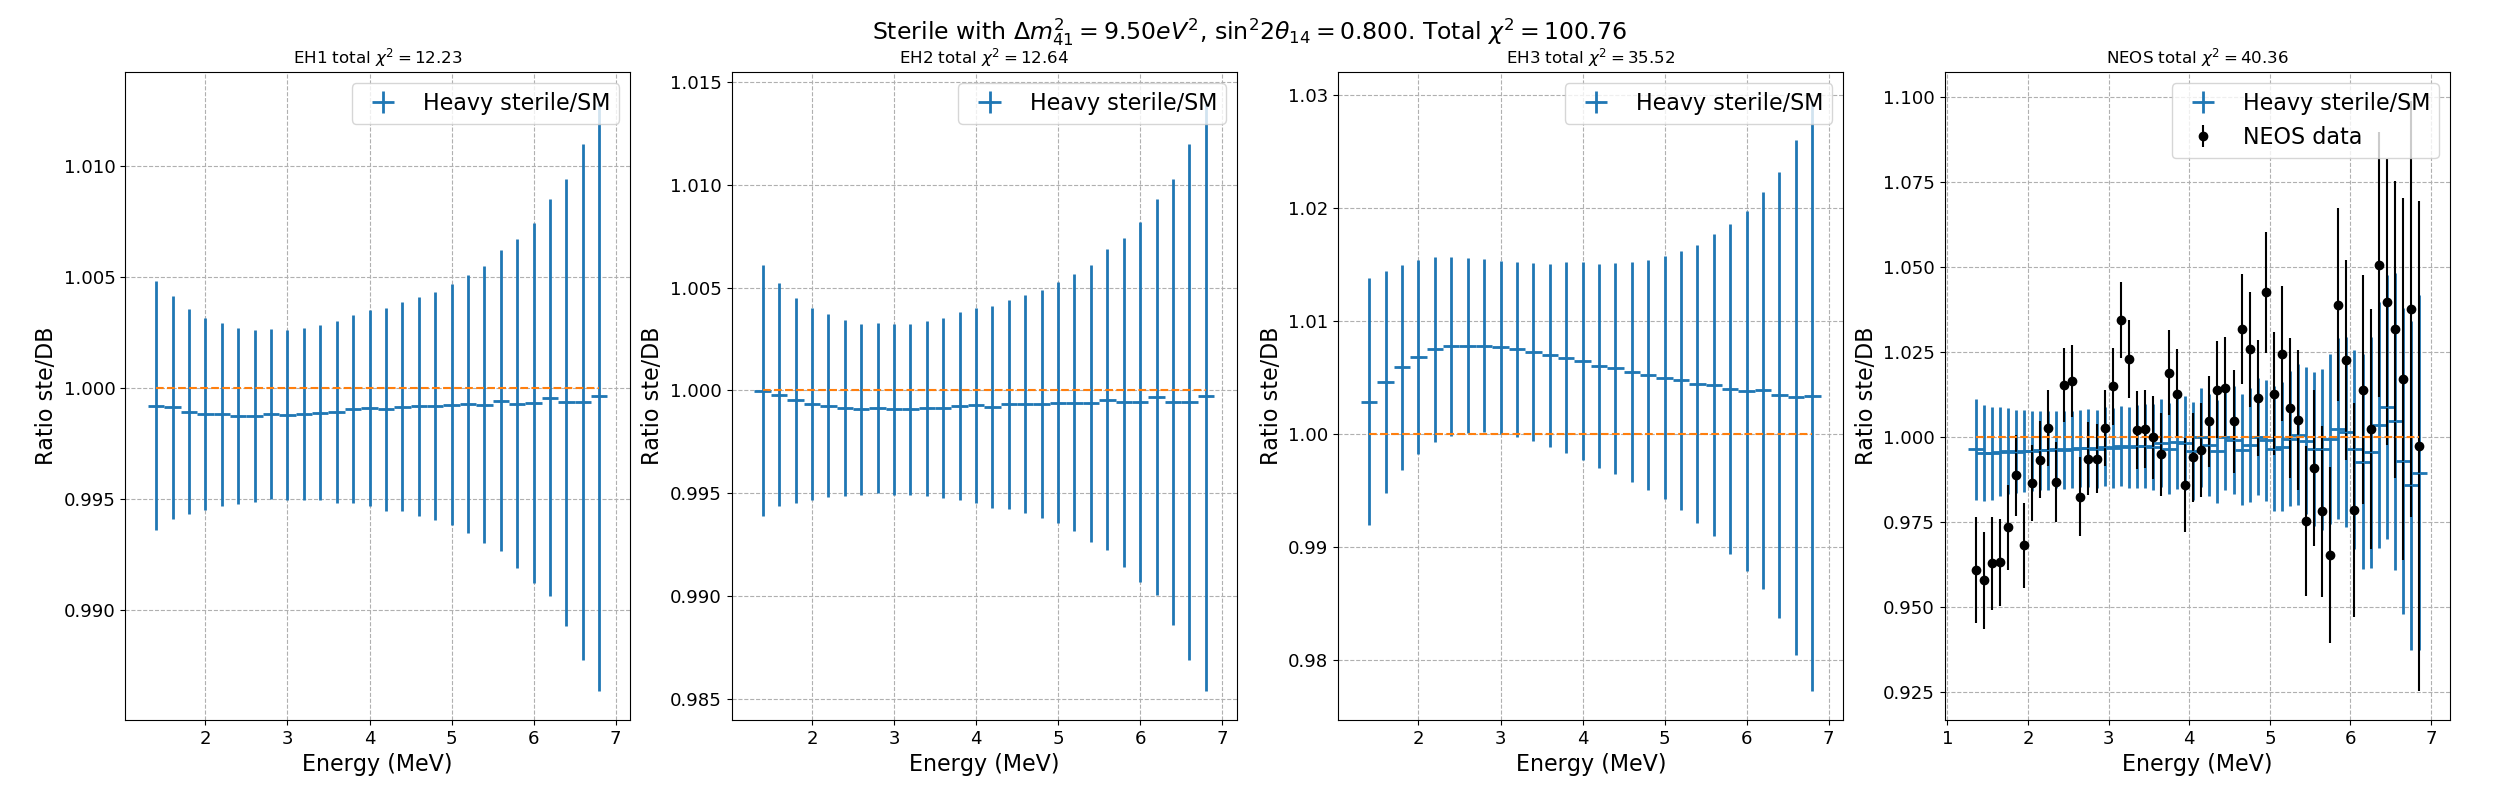 Sterile with Δm²₄₁ = 9.50eV², sin²2θ₁₄ = 0.800. Total χ² = 100.76
EH1 total χ² = 12.23
Heavy sterile/SM
1.010
1.005
1.000
0.995
0.990
Ratio ste/DB
2 3 4 5 6 7
Energy (MeV)
EH2 total χ² = 12.64
Heavy sterile/SM
1.015
1.010
1.005
1.000
0.995
0.990
0.985
Ratio ste/DB
2 3 4 5 6 7
Energy (MeV)
EH3 total χ² = 35.52
Heavy sterile/SM
1.03
1.02
1.01
1.00
0.99
0.98
Ratio ste/DB
2 3 4 5 6 7
Energy (MeV)
NEOS total χ² = 40.36
Heavy sterile/SM
NEOS data
1.100
1.075
1.050
1.025
1.000
0.975
0.950
0.925
Ratio ste/DB
1 2 3 4 5 6 7
Energy (MeV)